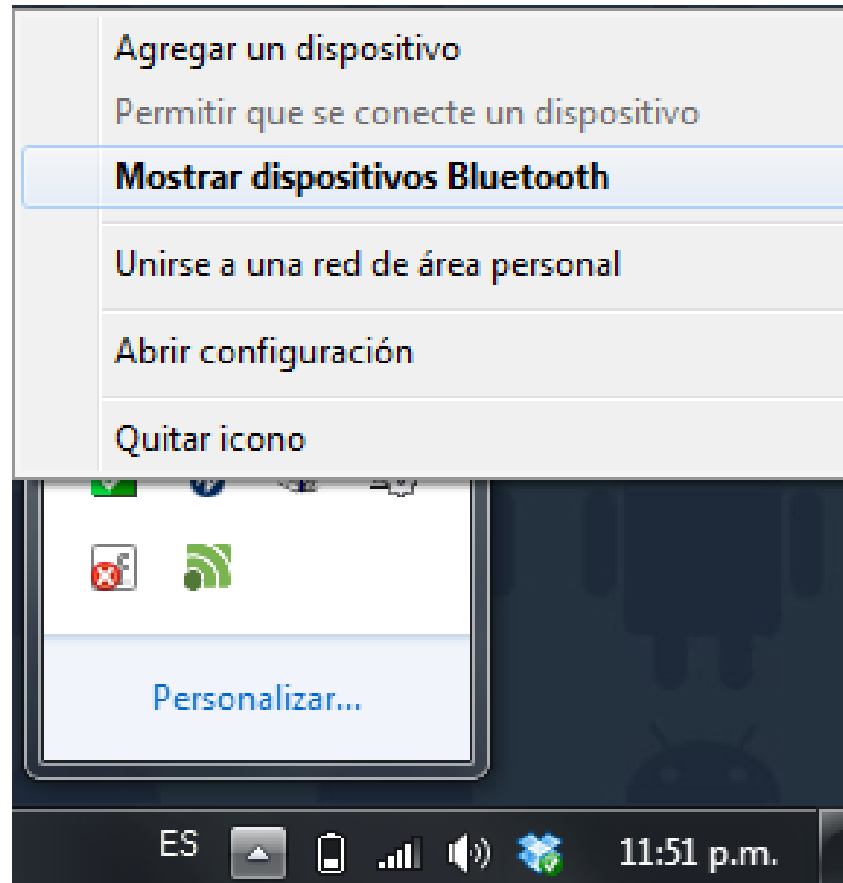 Agregar un dispositivo
Permitir que se conecte un dispositivo
Mostrar dispositivos Bluetooth
Unirse a una red de área personal
Abrir configuración
Quitar icono
Personalizar...
ES 11:51 p.m.